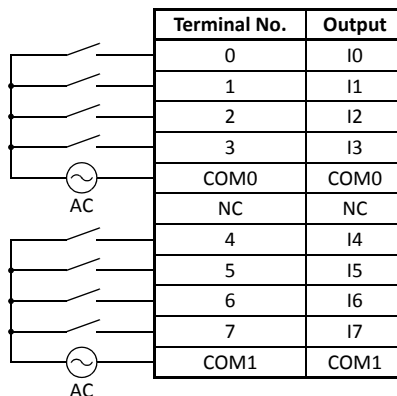 Terminal No. Output
0 I0
1 I1
2 I2
3 I3
COM0 COM0
AC
NC NC
4 I4
5 I5
6 I6
7 I7
COM1 COM1
AC